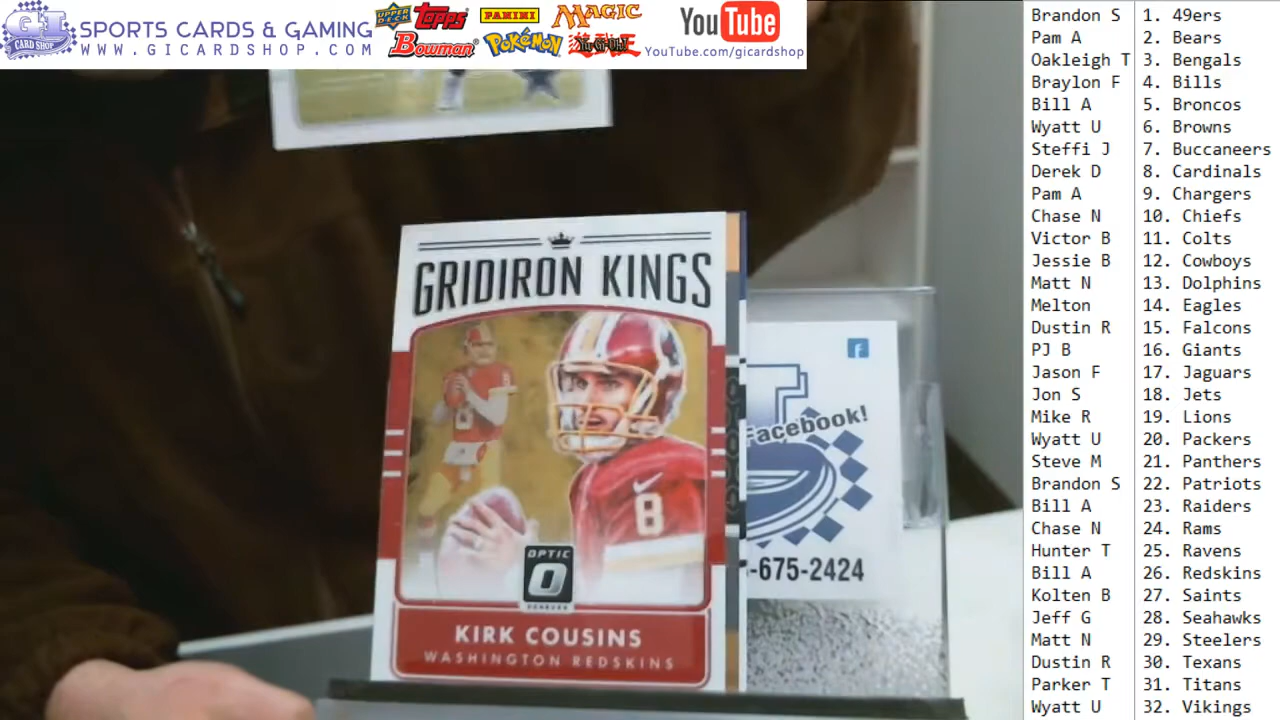 GI
CARD SHOP
SPORTS CARDS & GAMING
WWW.GICARDSHOP.COM
UPPER DECK
Topps
Bowman
PANINI
Pokémon
MAGIC
遊戯王
Yu-Gi-Oh!
YouTube
YouTube.com/gicardshop
GRIDIRON KINGS
8
8
OPTIC
DONRUSS
KIRK COUSINS
WASHINGTON REDSKINS
f
Facebook!
-675-2424
Brandon S 1. 49ers
Pam A 2. Bears
Oakleigh T 3. Bengals
Braylon F 4. Bills
Bill A 5. Broncos
Wyatt U 6. Browns
Steffi J 7. Buccaneers
Derek D 8. Cardinals
Pam A 9. Chargers
Chase N 10. Chiefs
Victor B 11. Colts
Jessie B 12. Cowboys
Matt N 13. Dolphins
Melton 14. Eagles
Dustin R 15. Falcons
PJ B 16. Giants
Jason F 17. Jaguars
Jon S 18. Jets
Mike R 19. Lions
Wyatt U 20. Packers
Steve M 21. Panthers
Brandon S 22. Patriots
Bill A 23. Raiders
Chase N 24. Rams
Hunter T 25. Ravens
Bill A 26. Redskins
Kolten B 27. Saints
Jeff G 28. Seahawks
Matt N 29. Steelers
Dustin R 30. Texans
Parker T 31. Titans
Wyatt U 32. Vikings